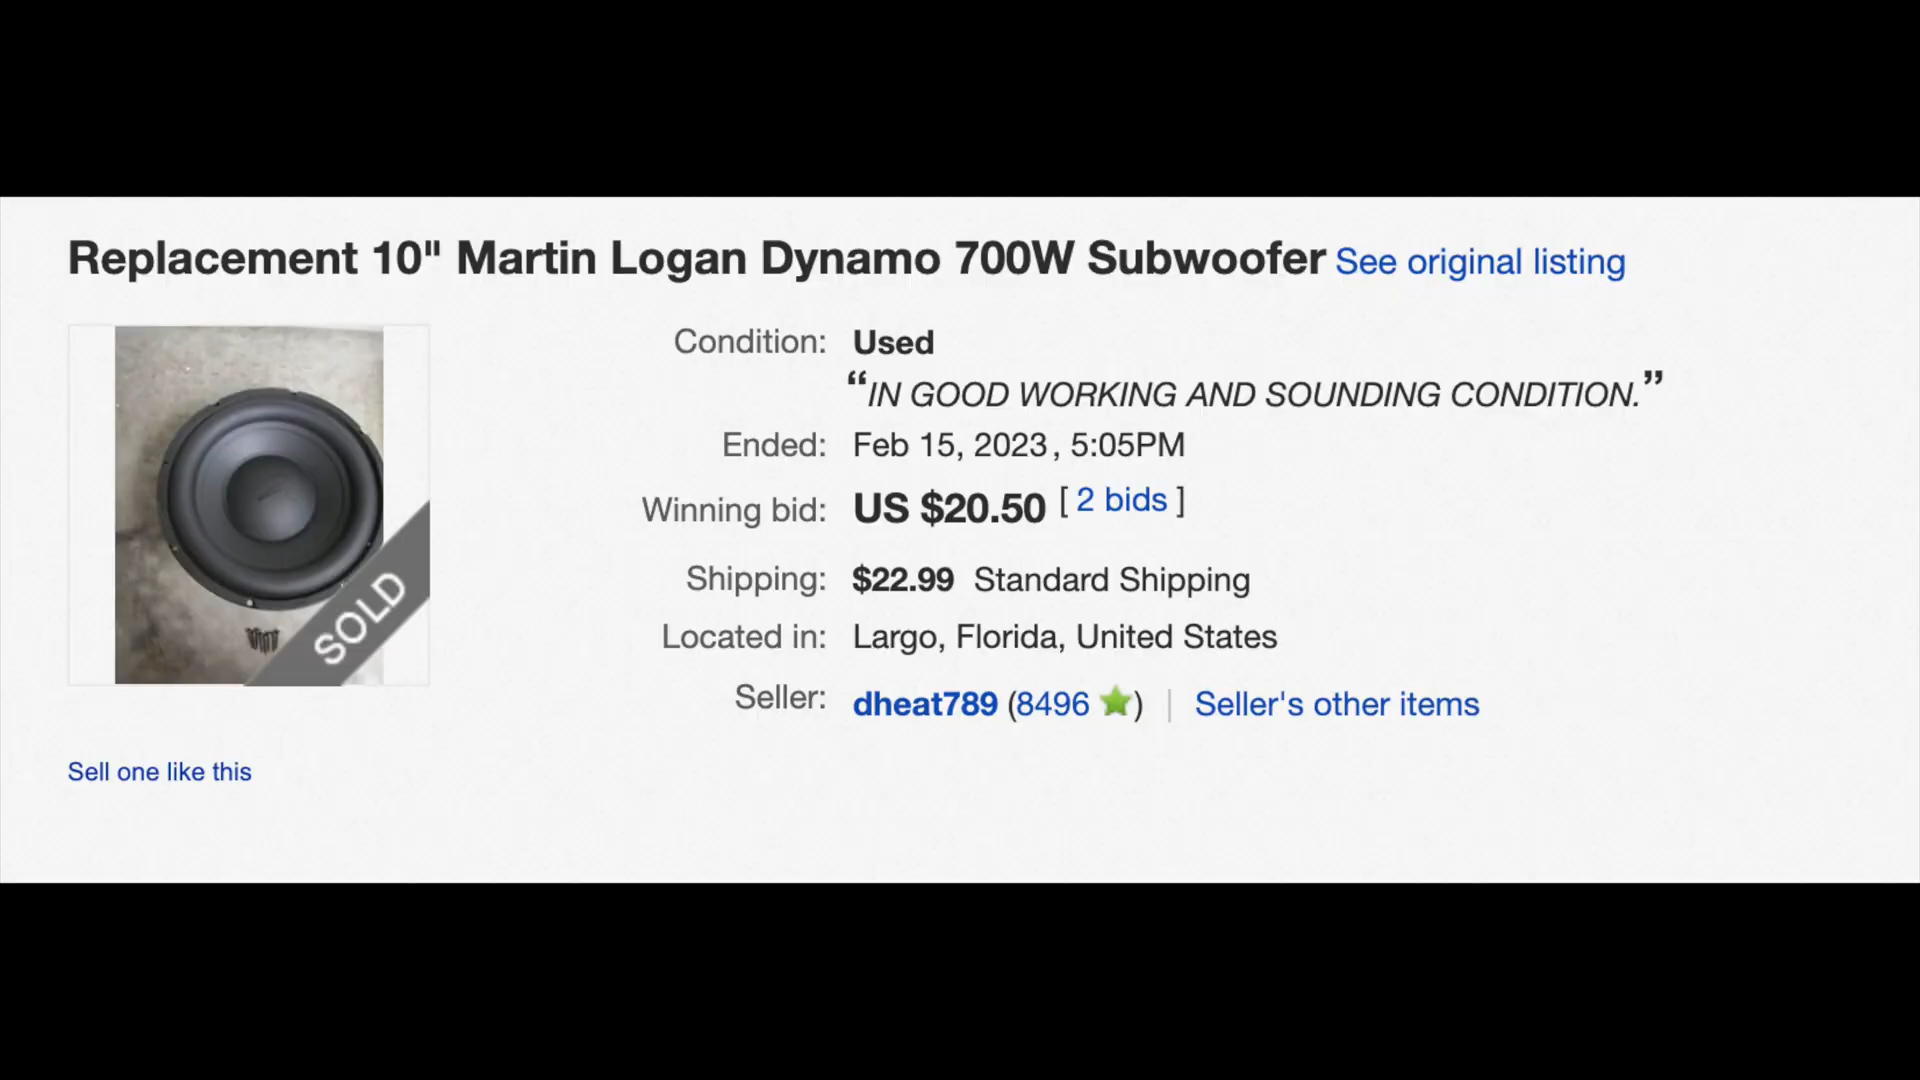 Replacement 10" Martin Logan Dynamo 700W Subwoofer See original listing
Condition: Used
“IN GOOD WORKING AND SOUNDING CONDITION.”
Ended: Feb 15, 2023, 5:05PM
Winning bid: US $20.50 [ 2 bids ]
Shipping: $22.99 Standard Shipping
Located in: Largo, Florida, United States
Seller: dheat789 (8496 ) | Seller's other items
SOLD
Sell one like this